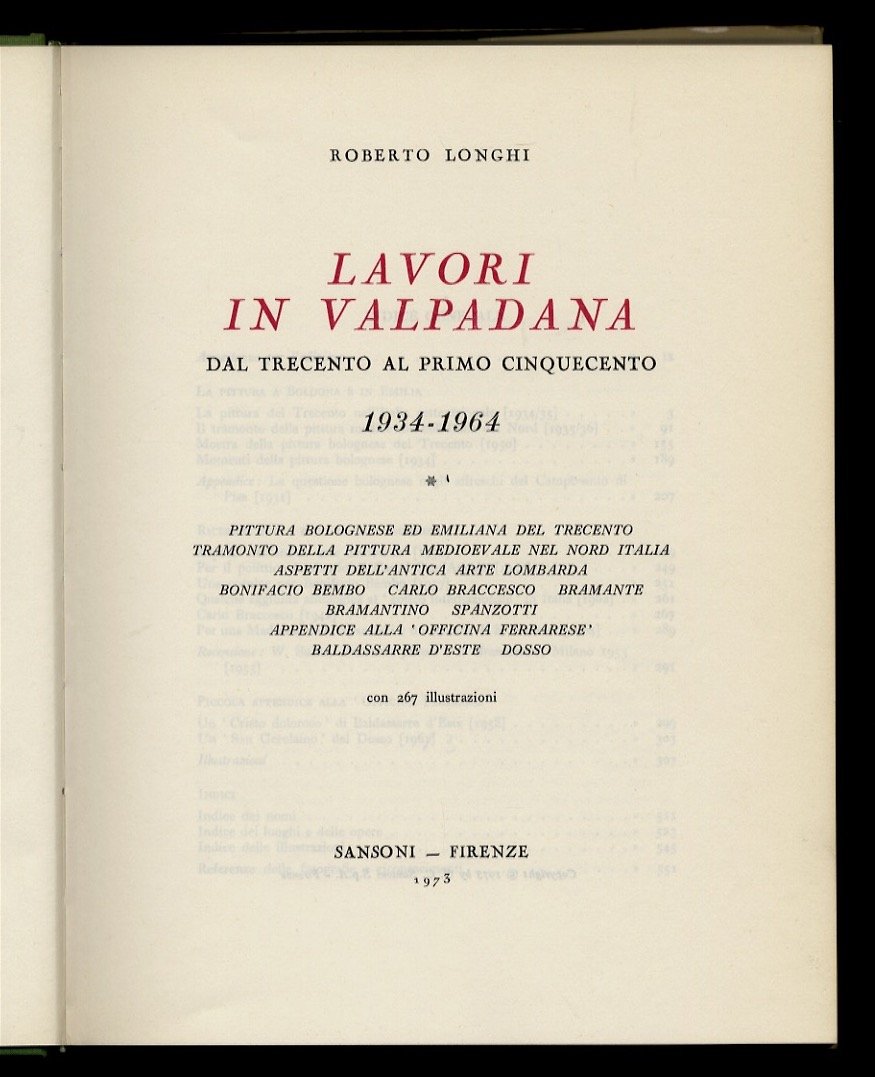 ROBERTO LONGHI
LAVORI
IN VALPADANA
DAL TRECENTO AL PRIMO CINQUECENTO
1934-1964
*
PITTURA BOLOGNESE ED EMILIANA DEL TRECENTO
TRAMONTO DELLA PITTURA MEDIOEVALE NEL NORD ITALIA
ASPETTI DELL'ANTICA ARTE LOMBARDA
BONIFACIO BEMBO CARLO BRACCESCO BRAMANTE
BRAMANTINO SPANZOTTI
APPENDICE ALLA 'OFFICINA FERRARESE'
BALDASSARRE D'ESTE DOSSO
con 267 illustrazioni
SANSONI — FIRENZE
1973